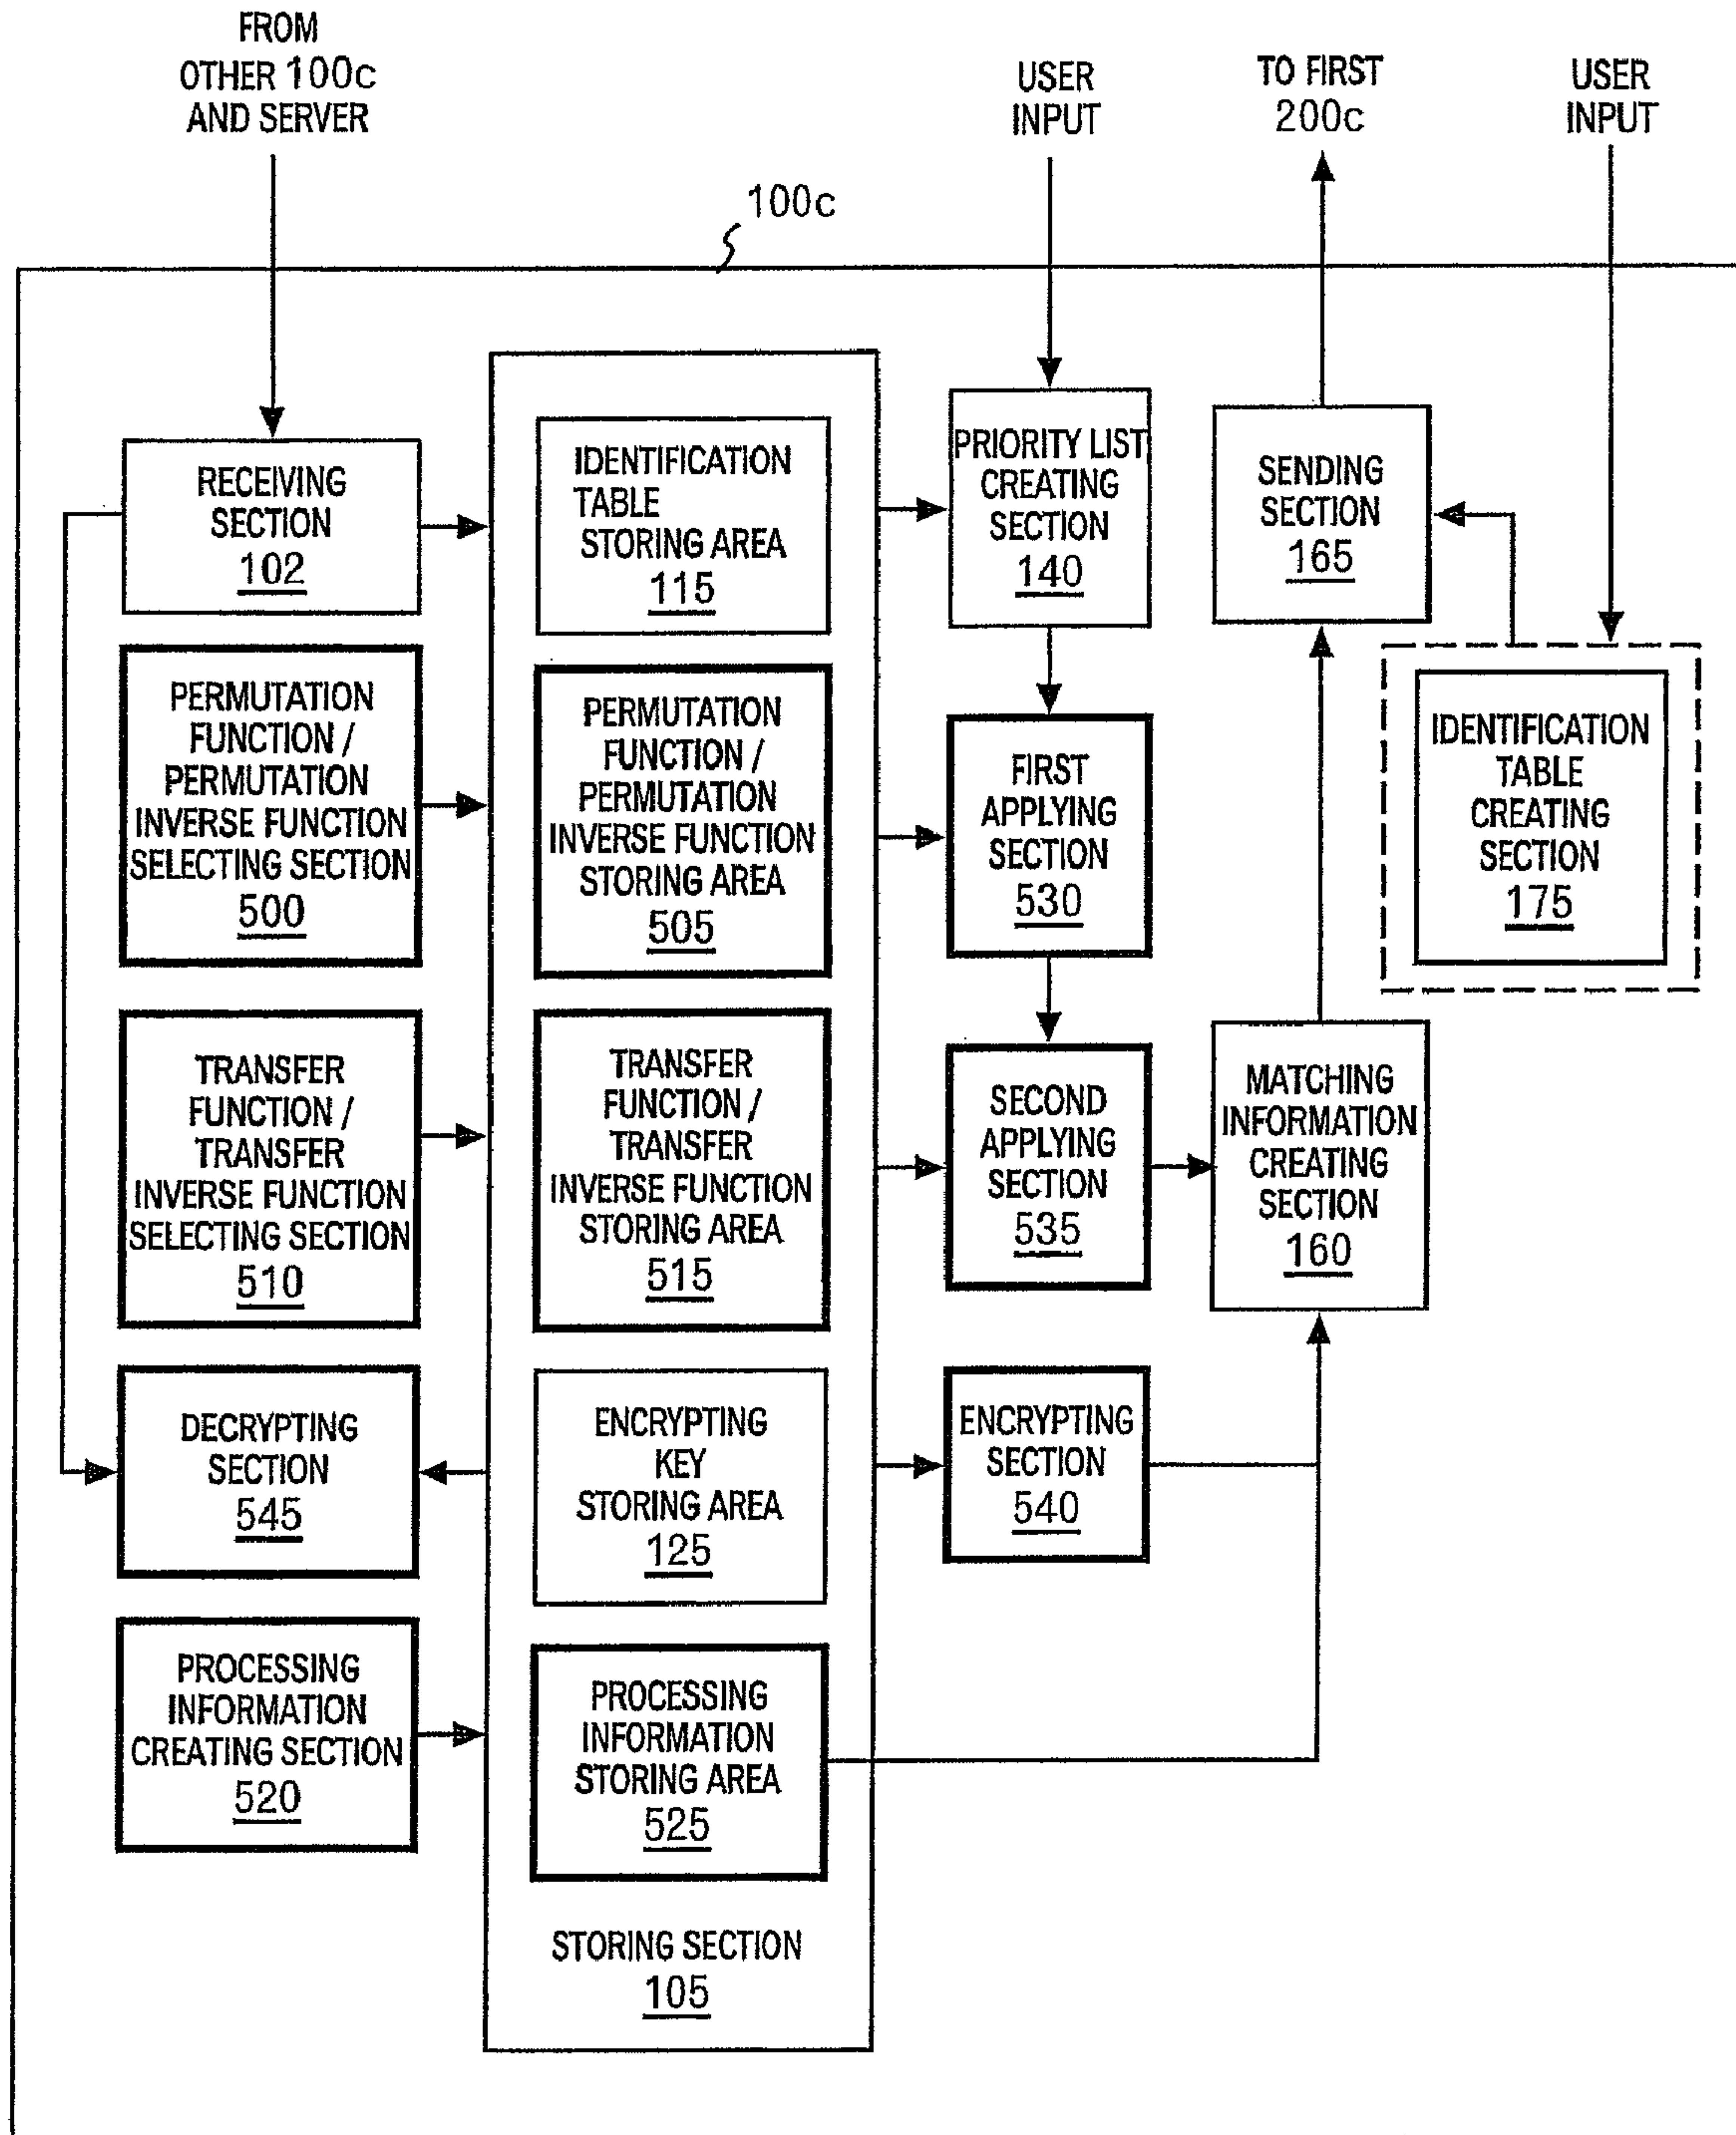 FROM
OTHER 100c
AND SERVER
USER
INPUT
TO FIRST
200c
USER
INPUT
100c
RECEIVING
SECTION
102
PERMUTATION
FUNCTION /
PERMUTATION
INVERSE FUNCTION
SELECTING SECTION
500
TRANSFER
FUNCTION /
TRANSFER
INVERSE FUNCTION
SELECTING SECTION
510
DECRYPTING
SECTION
545
PROCESSING
INFORMATION
CREATING SECTION
520
IDENTIFICATION
TABLE
STORING AREA
115
PERMUTATION
FUNCTION /
PERMUTATION
INVERSE FUNCTION
STORING AREA
505
TRANSFER
FUNCTION /
TRANSFER
INVERSE FUNCTION
STORING AREA
515
ENCRYPTING
KEY
STORING AREA
125
PROCESSING
INFORMATION
STORING AREA
525
STORING SECTION
105
PRIORITY LIST
CREATING
SECTION
140
FIRST
APPLYING
SECTION
530
SECOND
APPLYING
SECTION
535
ENCRYPTING
SECTION
540
SENDING
SECTION
165
MATCHING
INFORMATION
CREATING
SECTION
160
IDENTIFICATION
TABLE
CREATING
SECTION
175